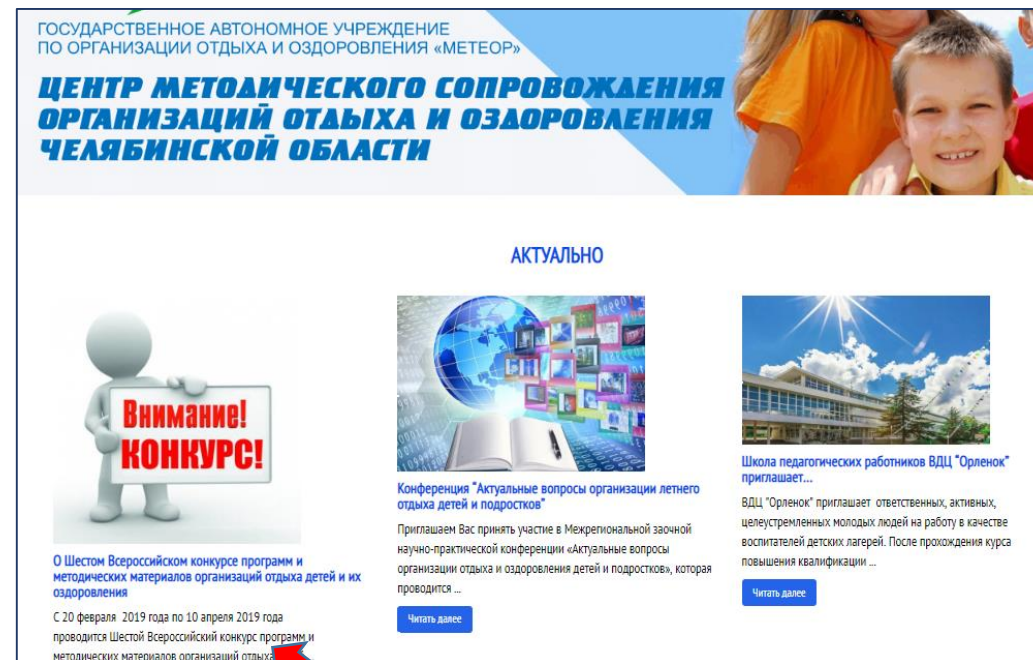 ГОСУДАРСТВЕННОЕ АВТОНОМНОЕ УЧРЕЖДЕНИЕ
ПО ОРГАНИЗАЦИИ ОТДЫХА И ОЗДОРОВЛЕНИЯ «МЕТЕОР»
ЦЕНТР МЕТОДИЧЕСКОГО СОПРОВОЖДЕНИЯ
ОРГАНИЗАЦИЙ ОТДЫХА И ОЗДОРОВЛЕНИЯ
ЧЕЛЯБИНСКОЙ ОБЛАСТИ
АКТУАЛЬНО
Внимание!
КОНКУРС!
О Шестом Всероссийском конкурсе программ и
методических материалов организаций отдыха детей и их
оздоровления
С 20 февраля 2019 года по 10 апреля 2019 года
проводится Шестой Всероссийский конкурс программ и
методических материалов организаций отдыха
Конференция "Актуальные вопросы организации летнего
отдыха детей и подростков"
Приглашаем Вас принять участие в Межрегиональной заочной
научно-практической конференции «Актуальные вопросы
организации отдыха и оздоровления детей и подростков», которая
проводится ...
Читать далее
Школа педагогических работников ВДЦ "Орленок"
приглашает...
ВДЦ "Орленок" приглашает ответственных, активных,
целеустремленных молодых людей на работу в качестве
воспитателей детских лагерей. После прохождения курса
повышения квалификации ...
Читать далее